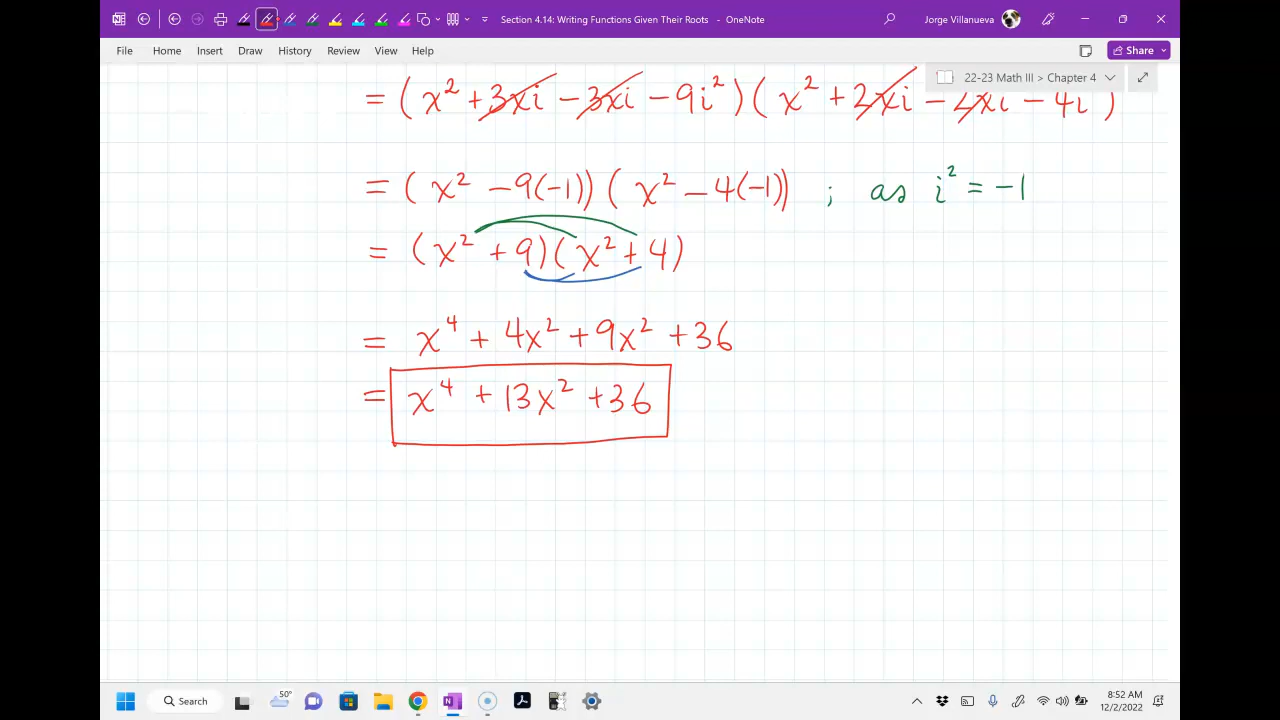 Section 4.14: Writing Functions Given Their Roots - OneNote
Jorge Villanueva
File Home Insert Draw History Review View Help
Share
22-23 Math III > Chapter 4
= (x² + 3xi - 3xi - 9i²)(x² + 2xi - 2xi - 4i )
= (x² - 9(-1))(x² - 4(-1)) ; as i² = -1
= (x² + 9)(x² + 4)
= x⁴ + 4x² + 9x² + 36
= x⁴ + 13x² + 36
Search
50°
8:52 AM
12/2/2022